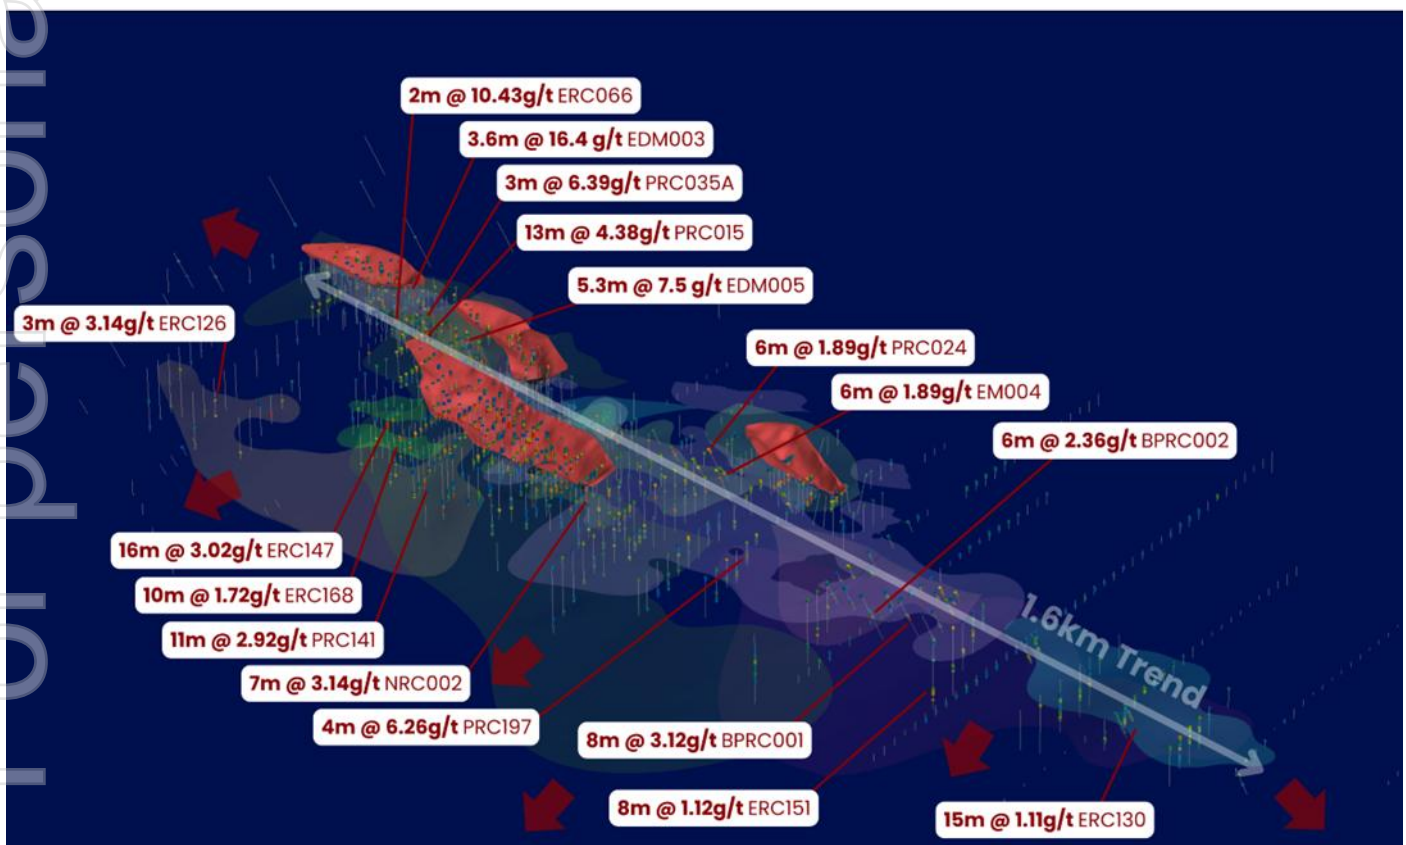 2m @ 10.43g/t ERC066
3.6m @ 16.4 g/t EDM003
3m @ 6.39g/t PRC035A
13m @ 4.38g/t PRC015
5.3m @ 7.5 g/t EDM005
3m @ 3.14g/t ERC126
6m @ 1.89g/t PRC024
6m @ 1.89g/t EM004
6m @ 2.36g/t BPRC002
16m @ 3.02g/t ERC147
10m @ 1.72g/t ERC168
11m @ 2.92g/t PRC141
7m @ 3.14g/t NRC002
4m @ 6.26g/t PRC197
8m @ 3.12g/t BPRC001
8m @ 1.12g/t ERC151
15m @ 1.11g/t ERC130
1.6km Trend